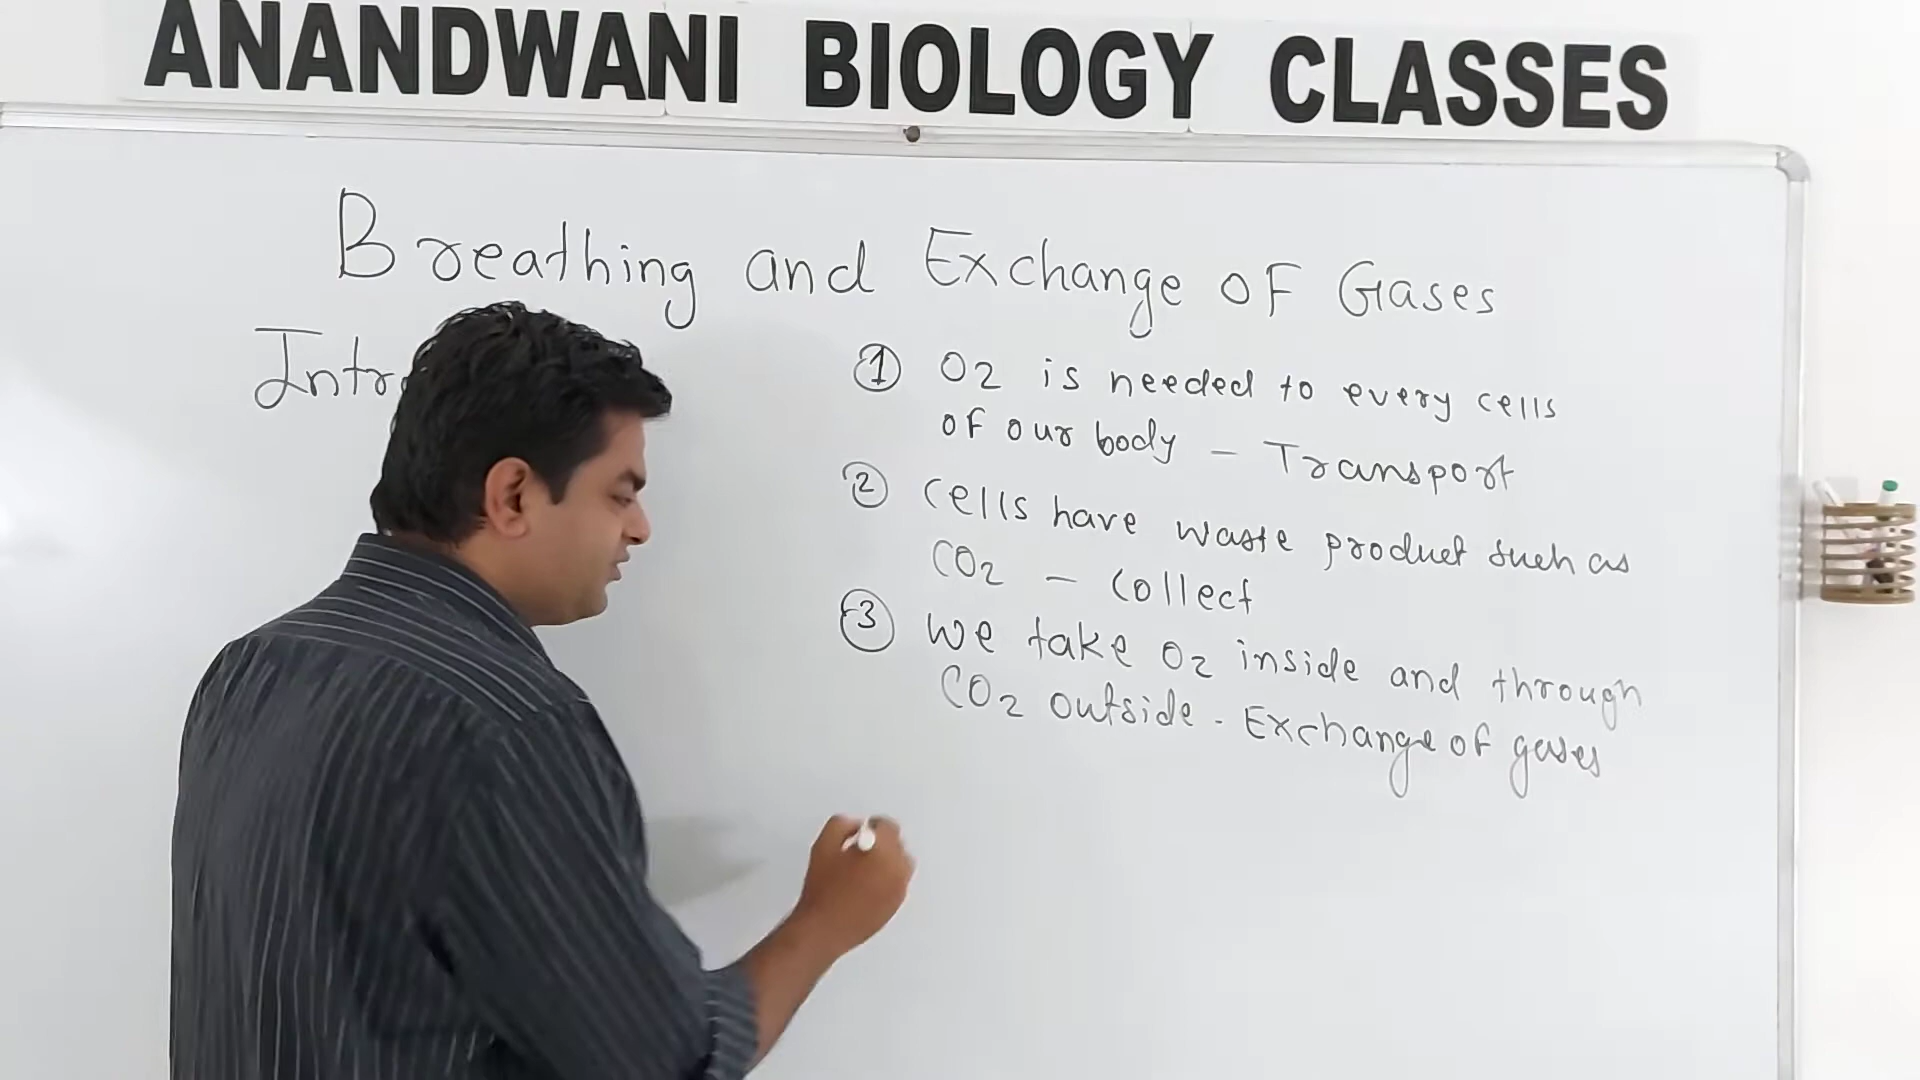 ANANDWANI BIOLOGY CLASSES
Breathing and Exchange of Gases
① O2 is needed to every cells
of our body - Transport
② Cells have waste product such as
CO2 - Collect
③ We take O2 inside and through
CO2 outside - Exchange of gases